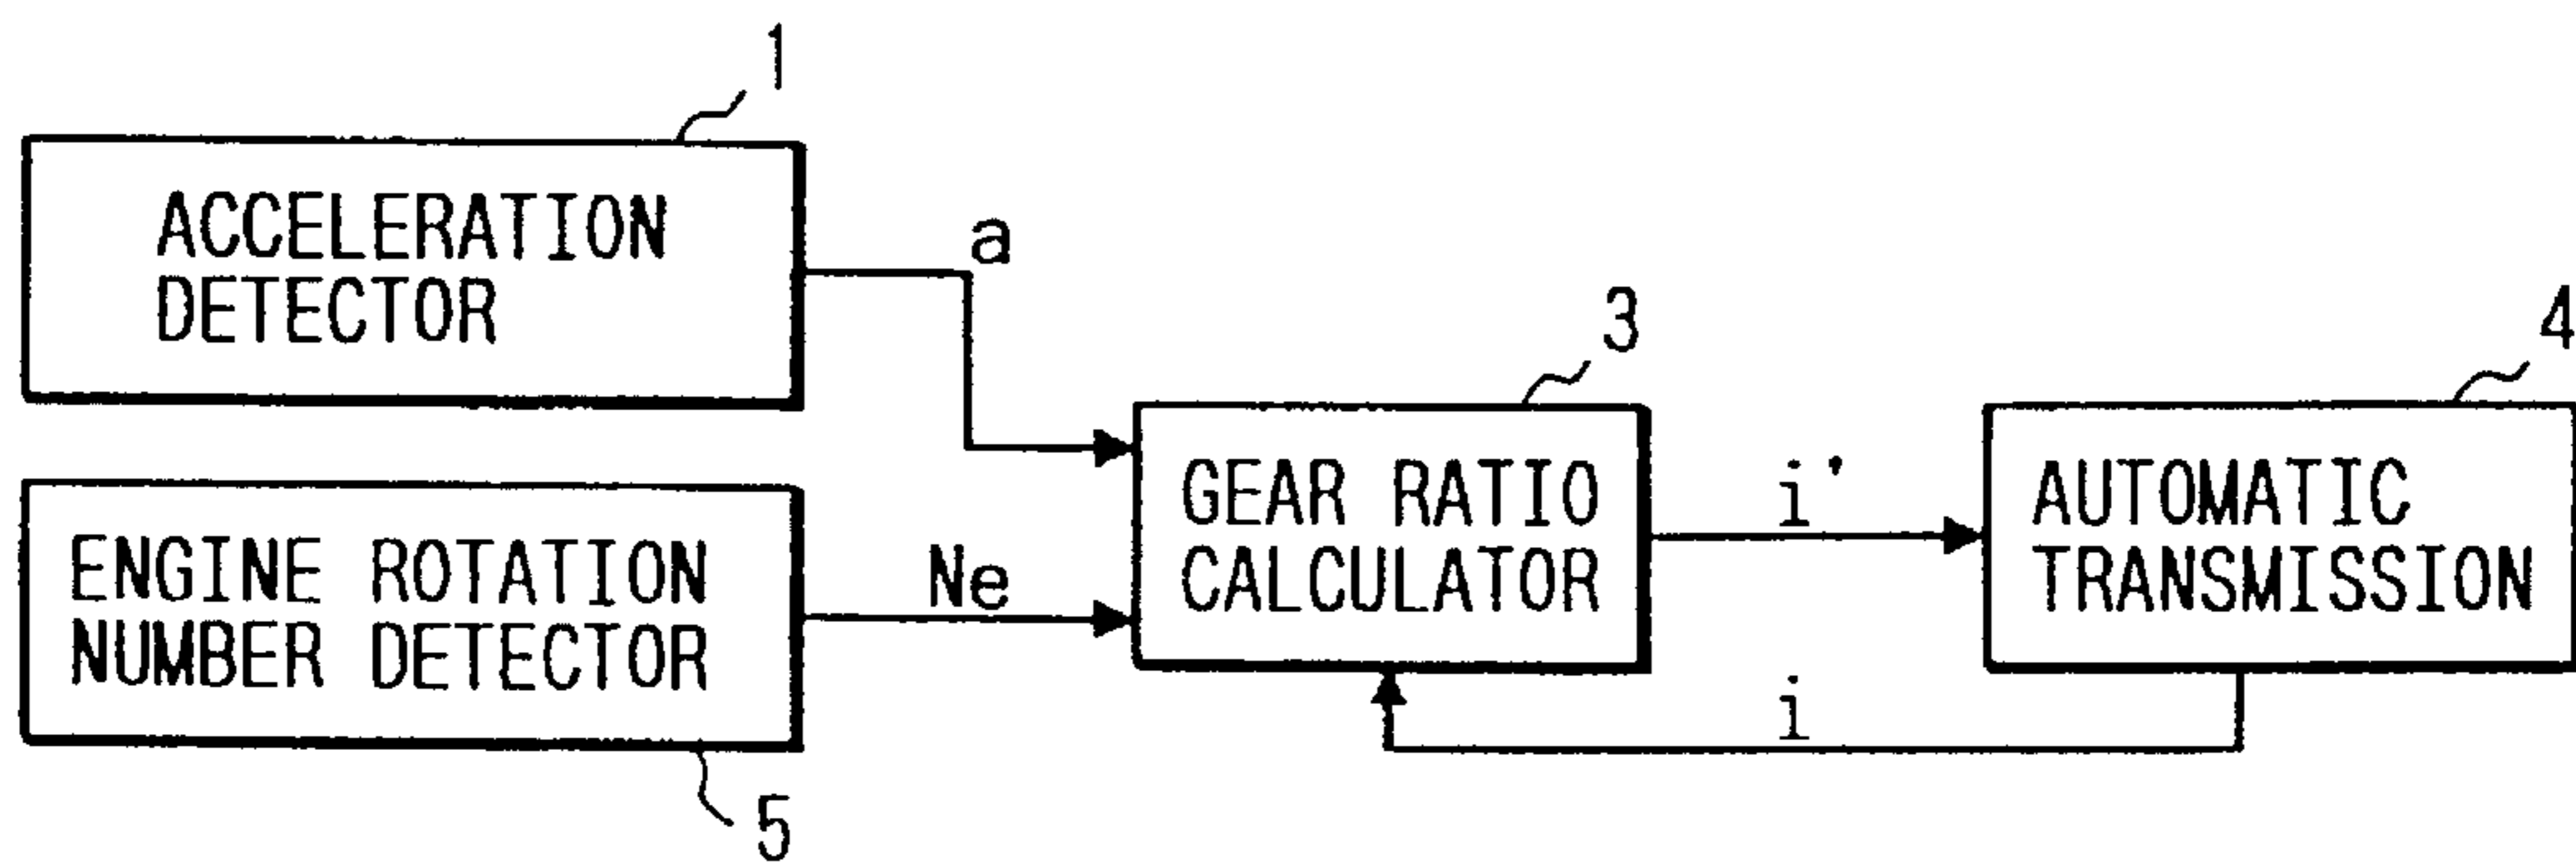 1
ACCELERATION
DETECTOR
a
3
4
GEAR RATIO
CALCULATOR
i'
AUTOMATIC
TRANSMISSION
ENGINE ROTATION
NUMBER DETECTOR
Ne
i
5